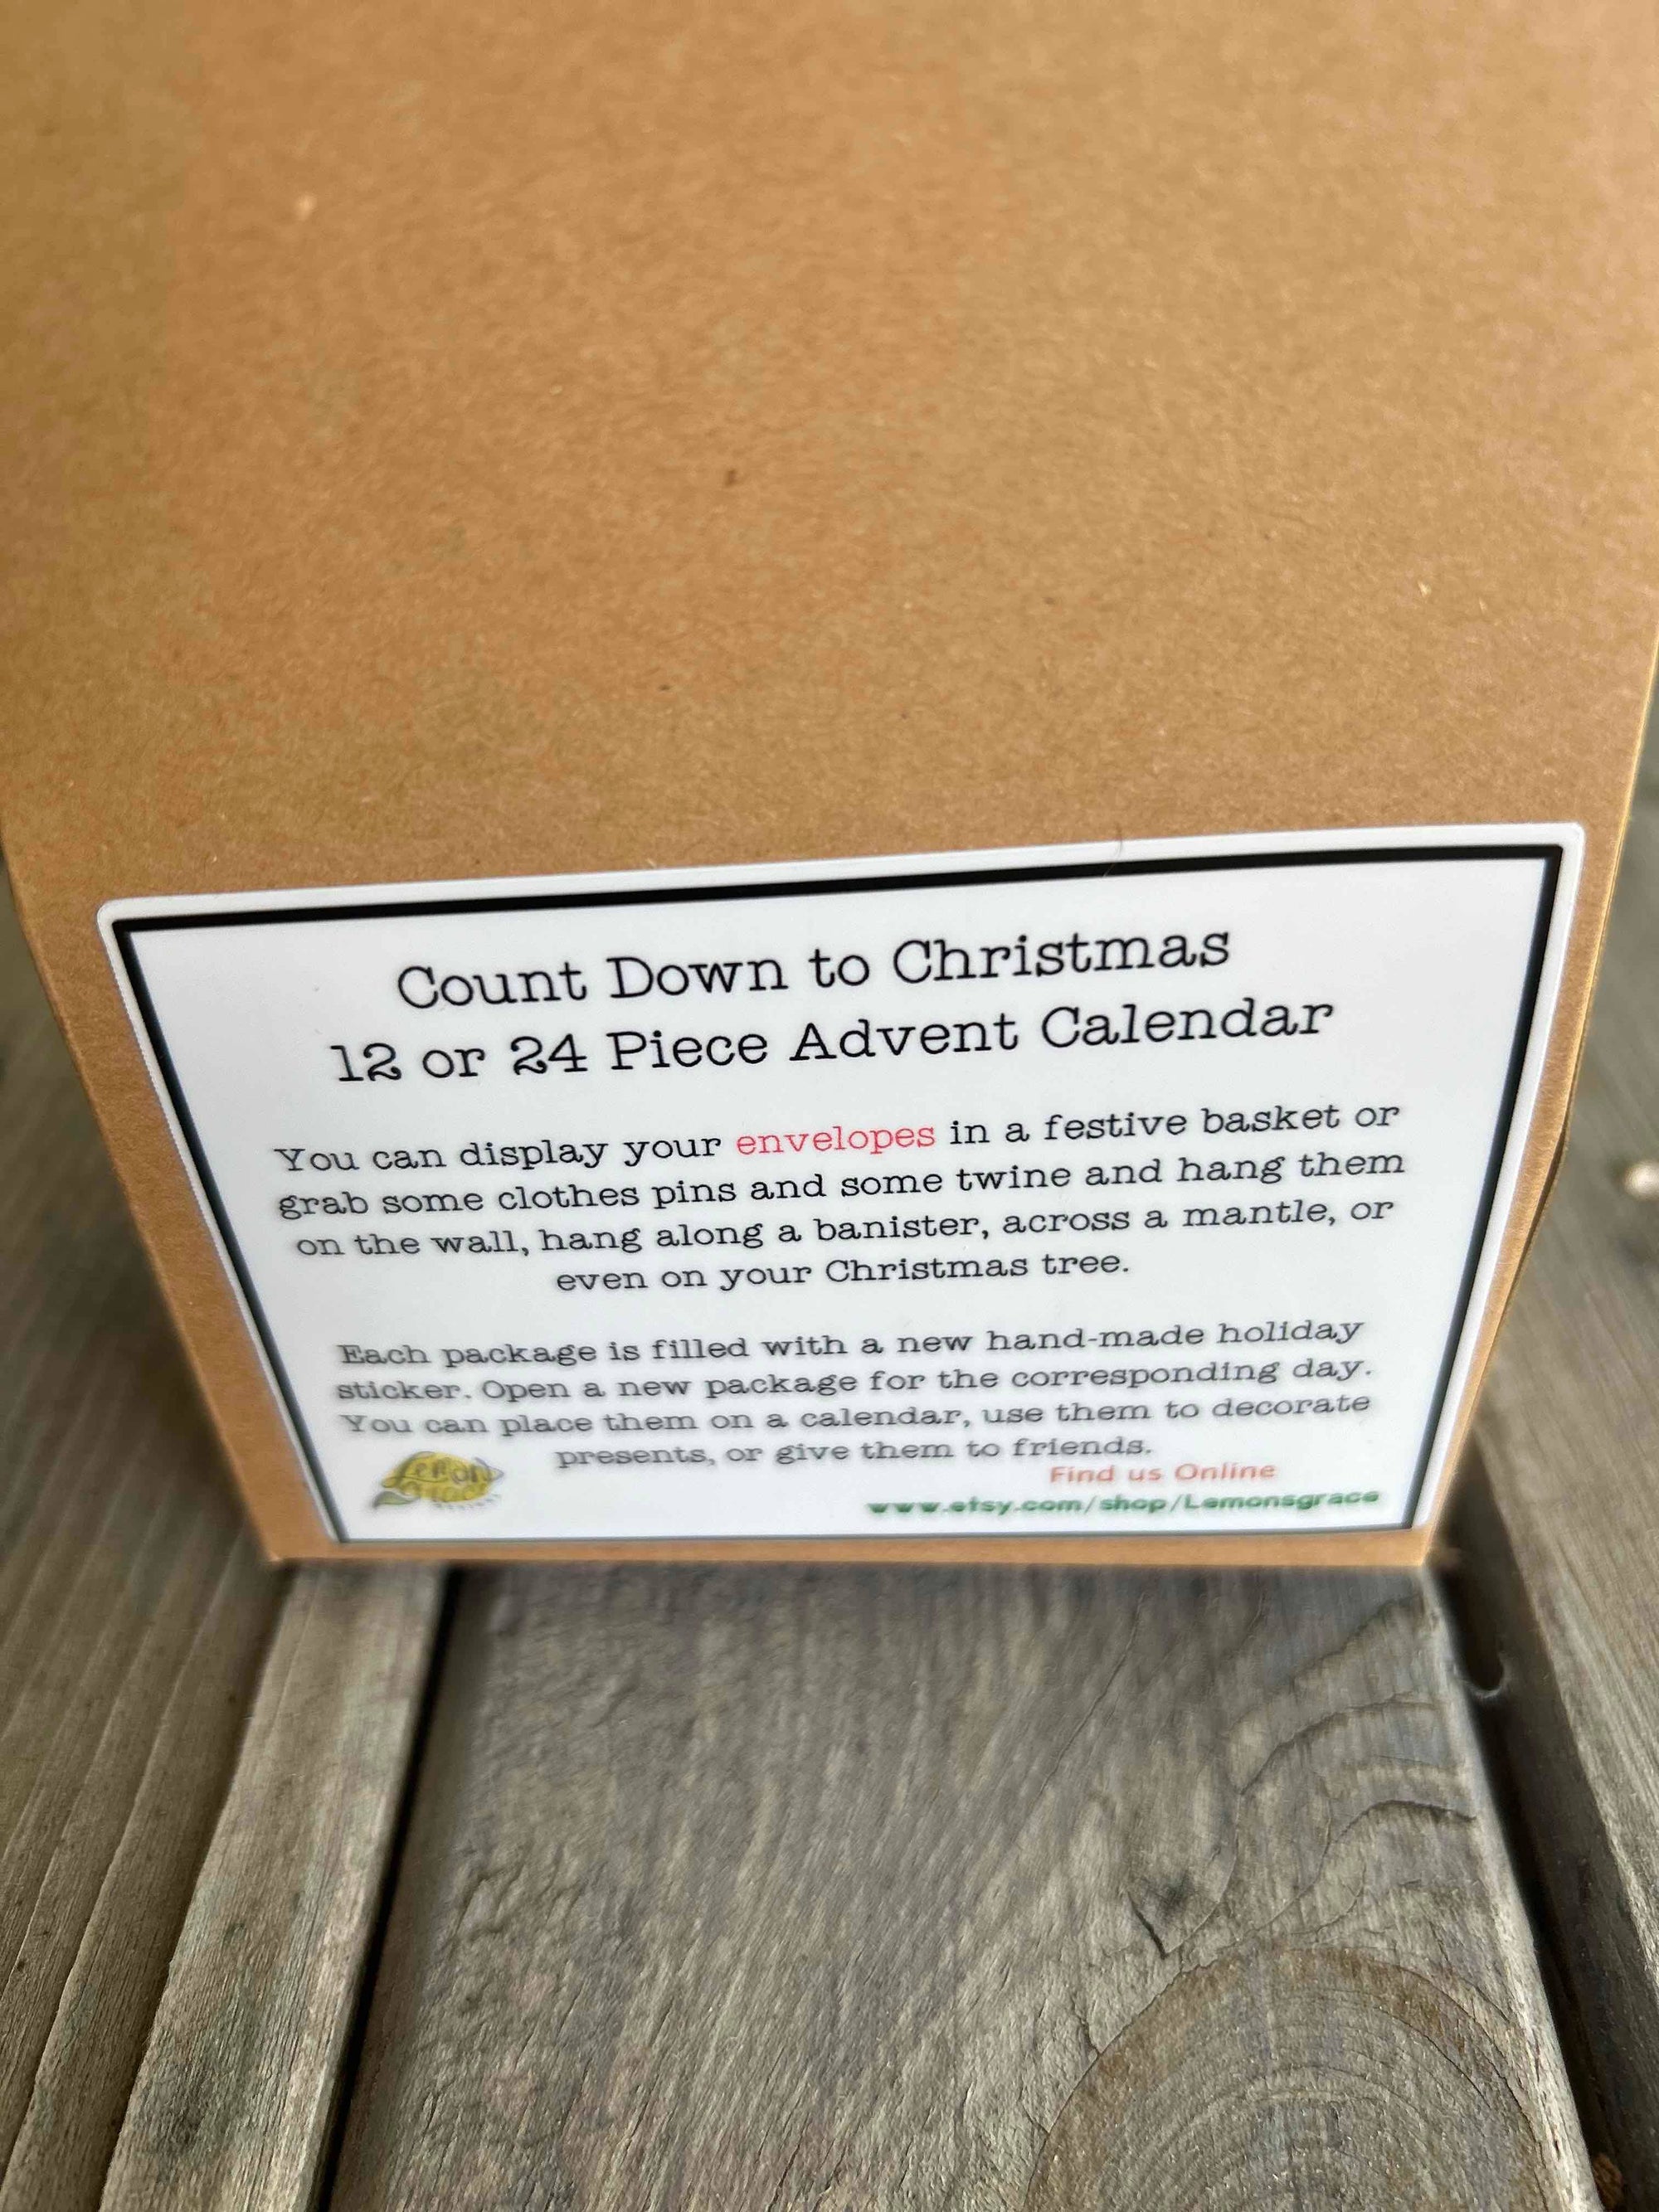 Count Down to Christmas
12 or 24 Piece Advent Calendar
You can display your envelopes in a festive basket or
grab some clothes pins and some twine and hang them
on the wall, hang along a banister, across a mantle, or
even on your Christmas tree.
Each package is filled with a new hand-made holiday
sticker. Open a new package for the corresponding day.
You can place them on a calendar, use them to decorate
presents, or give them to friends.
Lemon
Grace
Find us Online
www.etsy.com/shop/Lemonsgrace